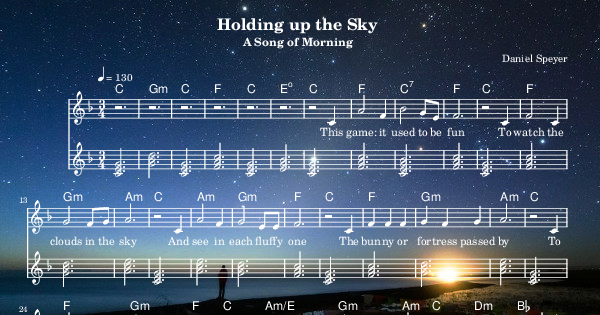 Holding up the Sky
A Song of Morning
Daniel Speyer
♩ = 130
C Gm C F C E° C F C⁷ F C F
3
4
This game: it used to be fun To watch the
13
Gm Am C Am Gm F C F Gm Am C
clouds in the sky And see in each fluffy one The bunny or fortress passed by To
24
F Gm F C Am/E Gm Am C Dm B♭